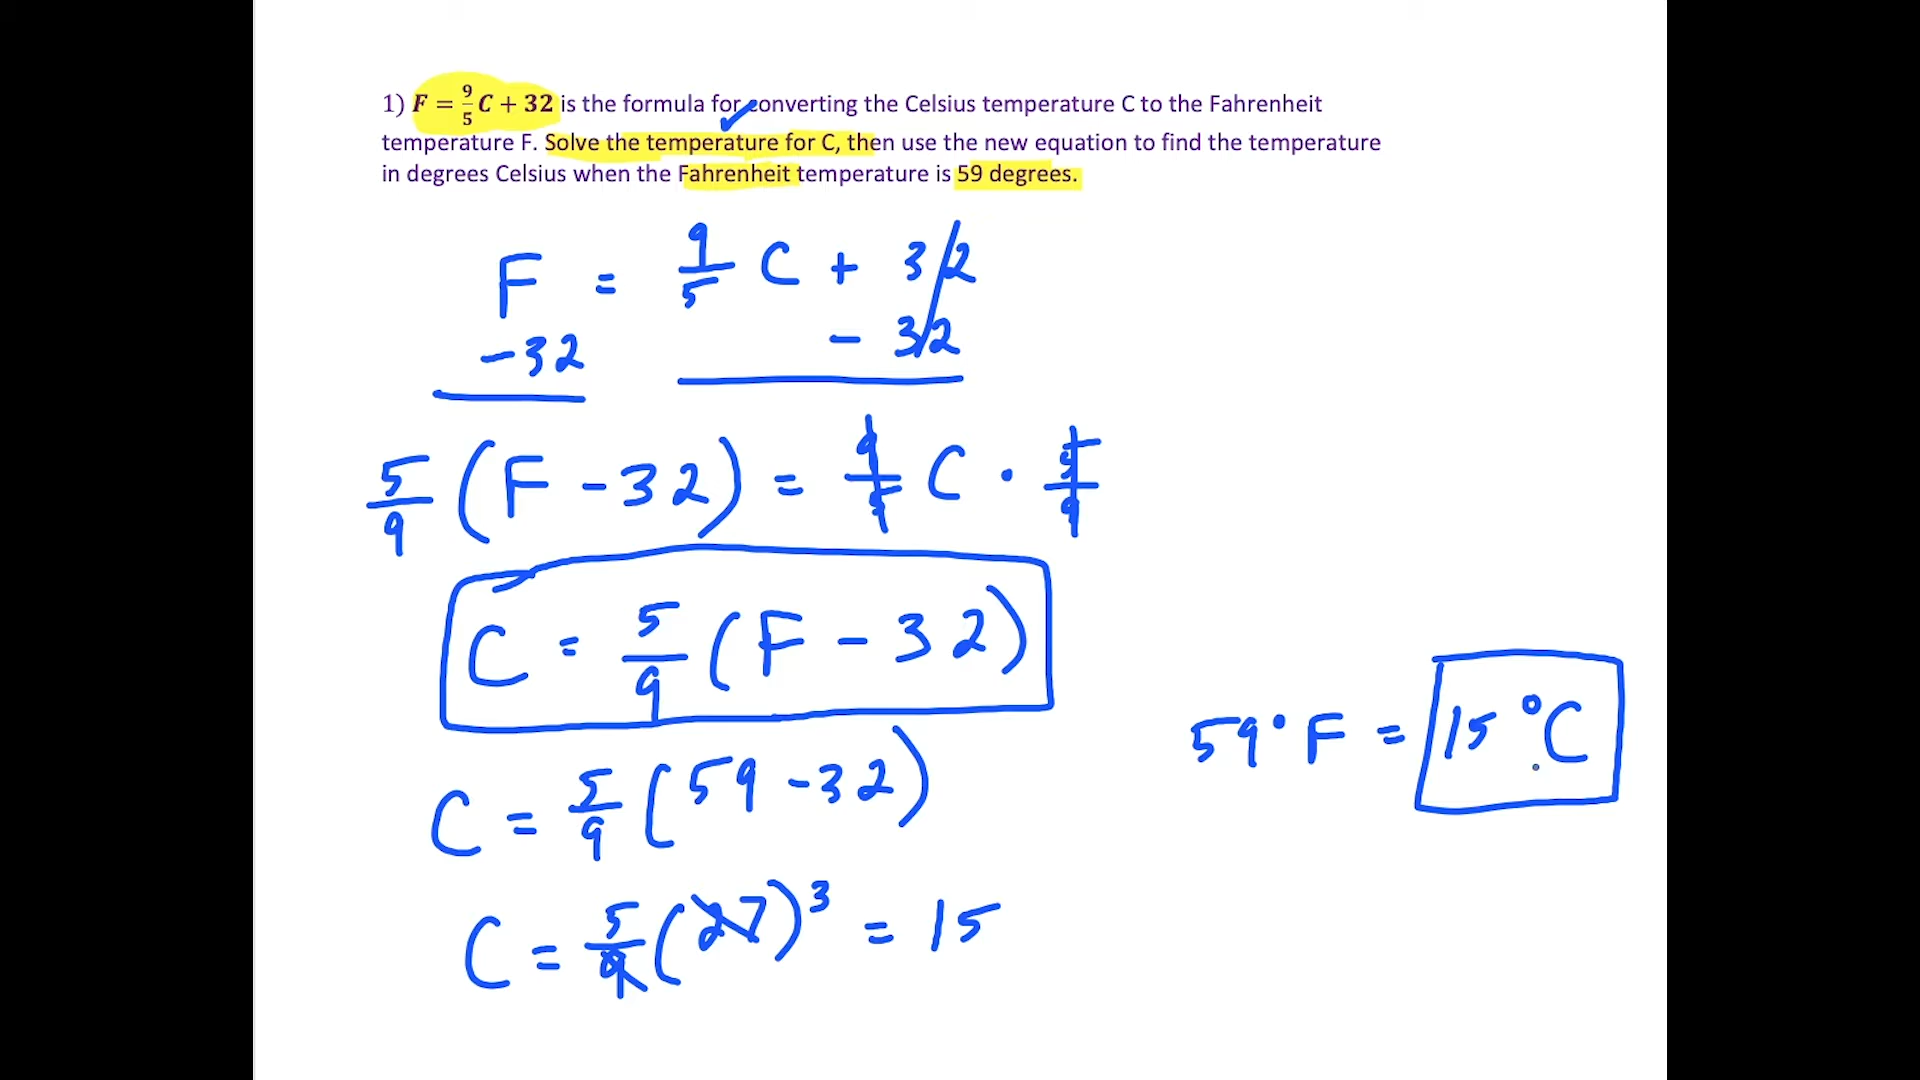 1) F = 9/5 C + 32 is the formula for converting the Celsius temperature C to the Fahrenheit
temperature F. Solve the temperature for C, then use the new equation to find the temperature
in degrees Celsius when the Fahrenheit temperature is 59 degrees.
F = 9/5 C + 32
-32 - 32
5/9 (F - 32) = 9/5 C · 5/9
C = 5/9 (F - 32)
59° F = 15 °C
C = 5/9 (59 - 32)
C = 5/9 (27) 3 = 15